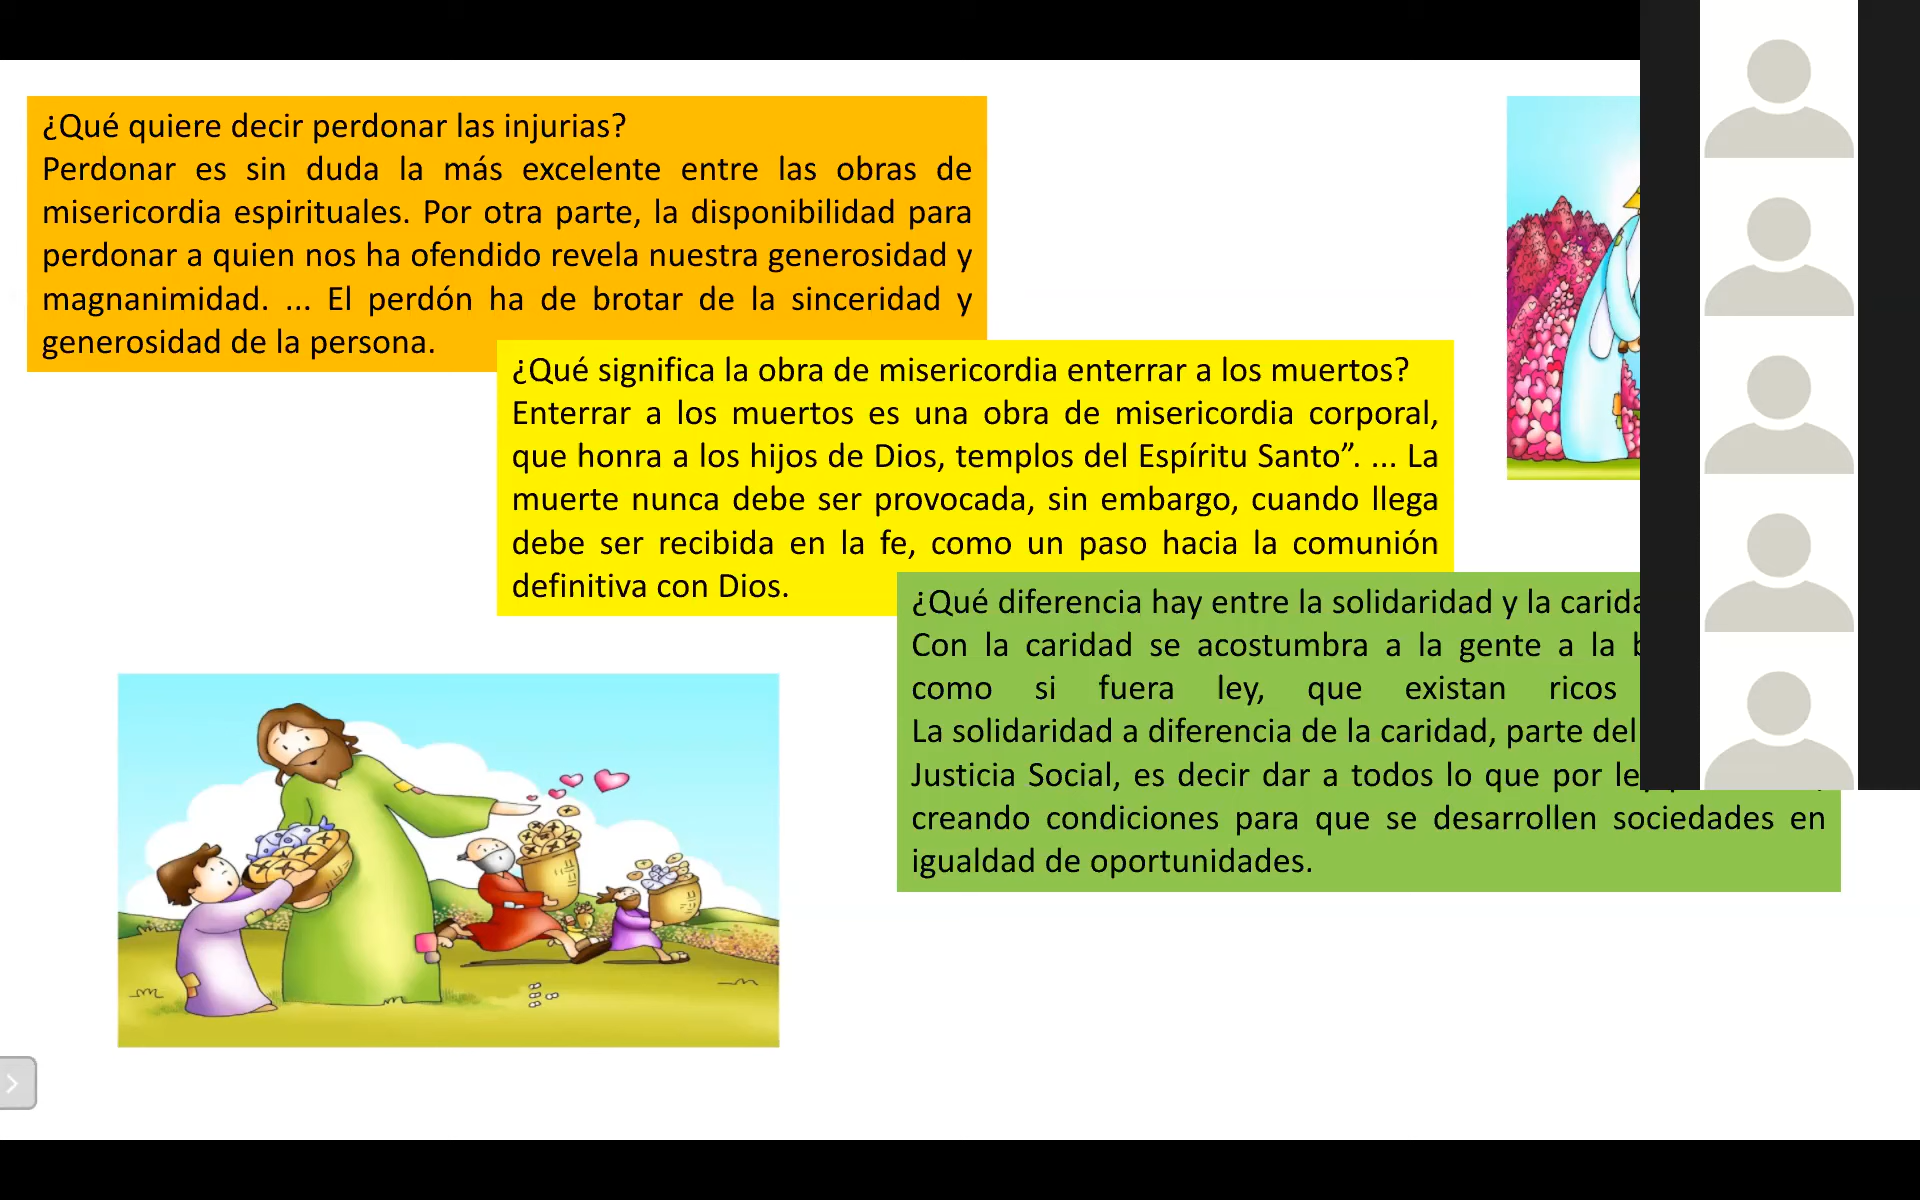 ¿Qué quiere decir perdonar las injurias?
Perdonar es sin duda la más excelente entre las obras de
misericordia espirituales. Por otra parte, la disponibilidad para
perdonar a quien nos ha ofendido revela nuestra generosidad y
magnanimidad. ... El perdón ha de brotar de la sinceridad y
generosidad de la persona.
¿Qué significa la obra de misericordia enterrar a los muertos?
Enterrar a los muertos es una obra de misericordia corporal,
que honra a los hijos de Dios, templos del Espíritu Santo”. ... La
muerte nunca debe ser provocada, sin embargo, cuando llega
debe ser recibida en la fe, como un paso hacia la comunión
definitiva con Dios.
¿Qué diferencia hay entre la solidaridad y la
Con la caridad se acostumbra a la gente a la
como si fuera ley, que existan ricos
La solidaridad a diferencia de la caridad, parte del
Justicia Social, es decir dar a todos lo que por
creando condiciones para que se desarrollen sociedades en
igualdad de oportunidades.